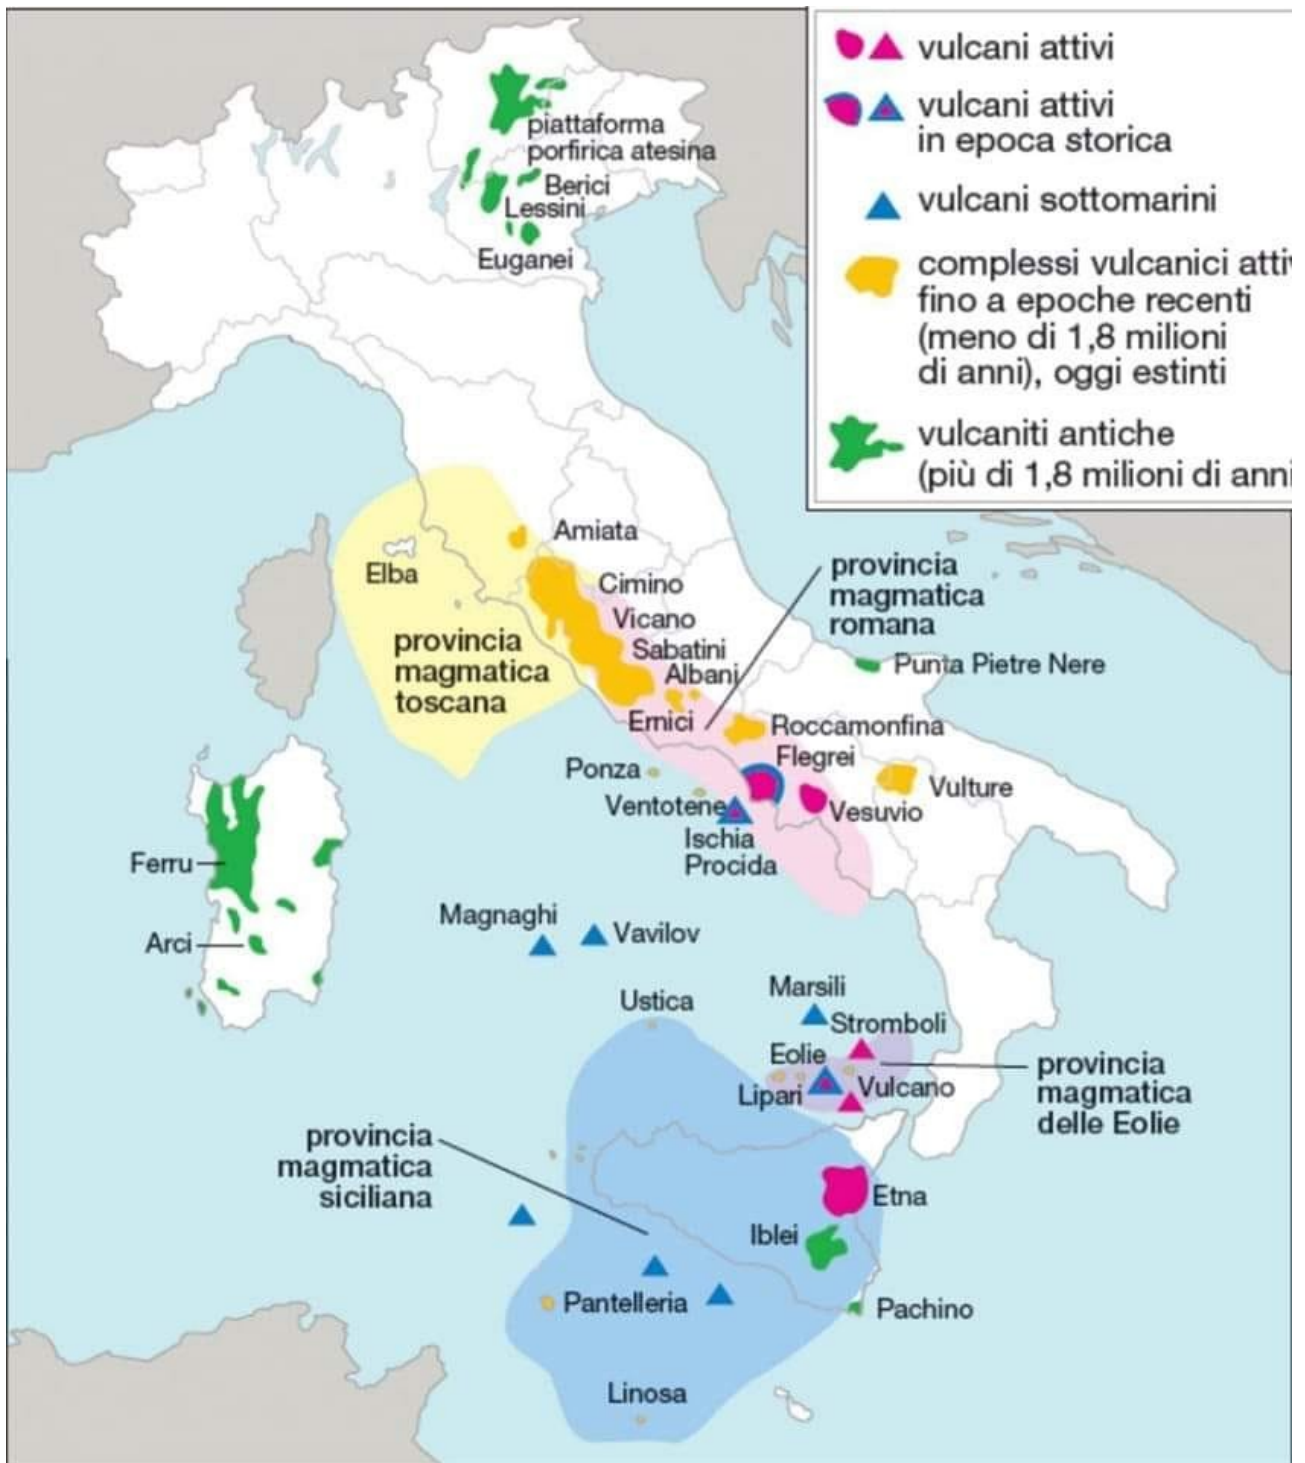 vulcani attivi
vulcani attivi
in epoca storica
vulcani sottomarini
complessi vulcanici attiv
fino a epoche recenti
(meno di 1,8 milioni
di anni), oggi estinti
vulcaniti antiche
(più di 1,8 milioni di anni
piattaforma
porfirica atesina
Berici
Lessini
Euganei
Amiata
Elba
Cimino
Vicano
Sabatini
Albani
Ernici
provincia
magmatica
toscana
provincia
magmatica
romana
Punta Pietre Nere
Roccamonfina
Flegrei
Ponza
Ventotene
Vulture
Vesuvio
Ischia
Procida
Ferru
Arci
Magnaghi
Vavilov
Ustica
Marsili
Stromboli
Eolie
Lipari
Vulcano
provincia
magmatica
delle Eolie
provincia
magmatica
siciliana
Etna
Iblei
Pantelleria
Pachino
Linosa